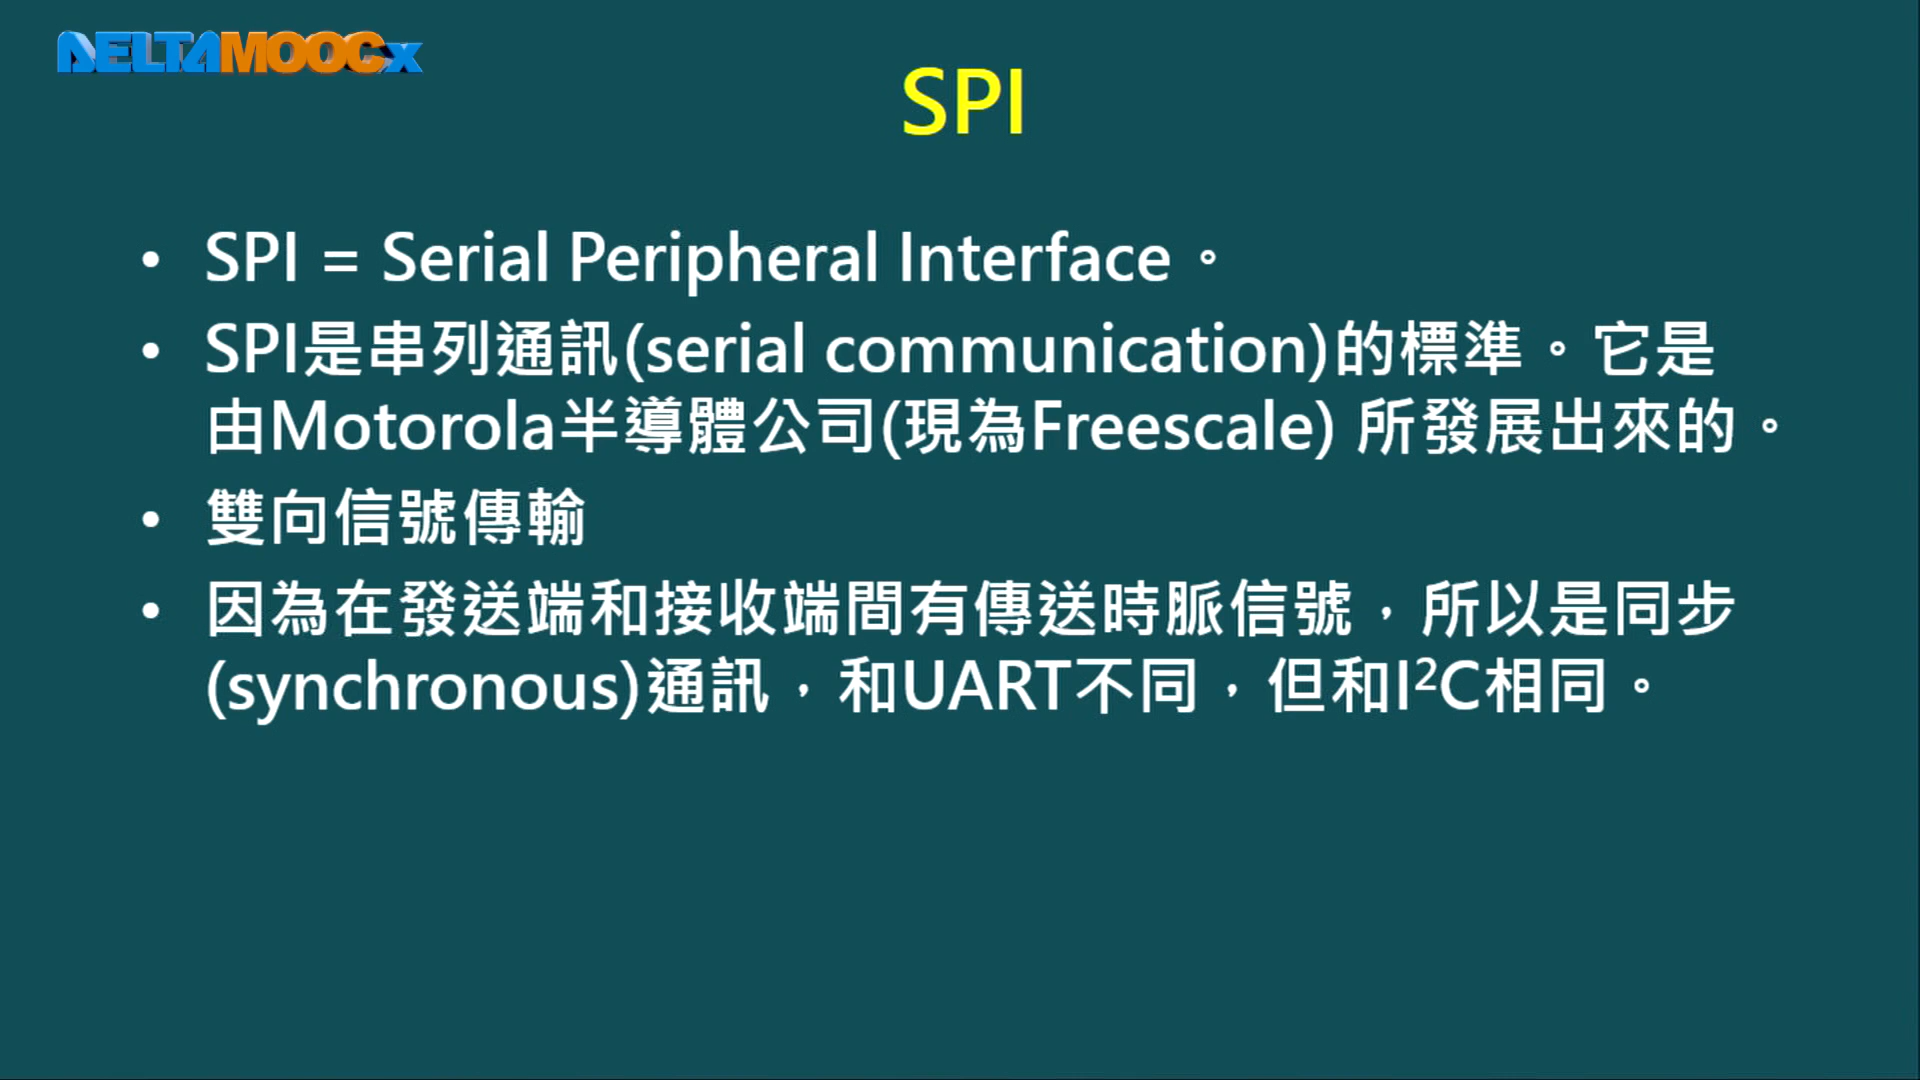 DELTAMOOCx
SPI
• SPI = Serial Peripheral Interface。
• SPI是串列通訊(serial communication)的標準。它是
由Motorola半導體公司(現為Freescale) 所發展出來的。
• 雙向信號傳輸
• 因為在發送端和接收端間有傳送時脈信號，所以是同步
(synchronous)通訊，和UART不同，但和I²C相同。